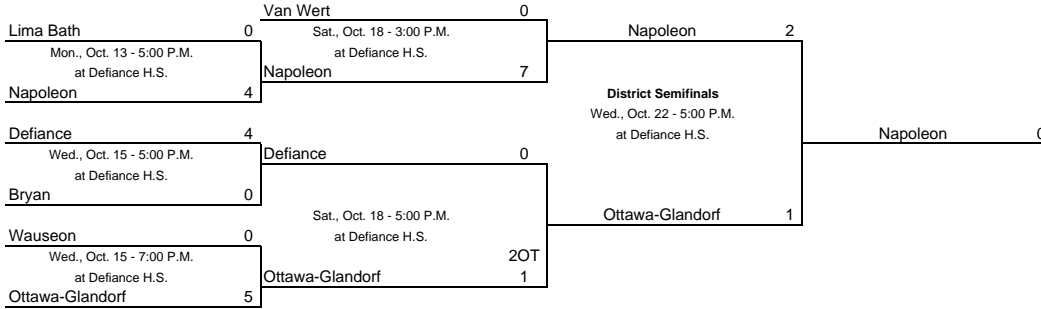 Van Wert 0
Lima Bath 0
Sat., Oct. 18 - 3:00 P.M.
Napoleon 2
Mon., Oct. 13 - 5:00 P.M.
at Defiance H.S.
at Defiance H.S.
Napoleon 7
Napoleon 4
District Semifinals
Wed., Oct. 22 - 5:00 P.M.
Defiance 4
at Defiance H.S.
Napoleon 0
Wed., Oct. 15 - 5:00 P.M.
Defiance 0
at Defiance H.S.
Bryan 0
Sat., Oct. 18 - 5:00 P.M.
Ottawa-Glandorf 1
Wauseon 0
at Defiance H.S.
Wed., Oct. 15 - 7:00 P.M.
2OT
at Defiance H.S.
Ottawa-Glandorf 1
Ottawa-Glandorf 5